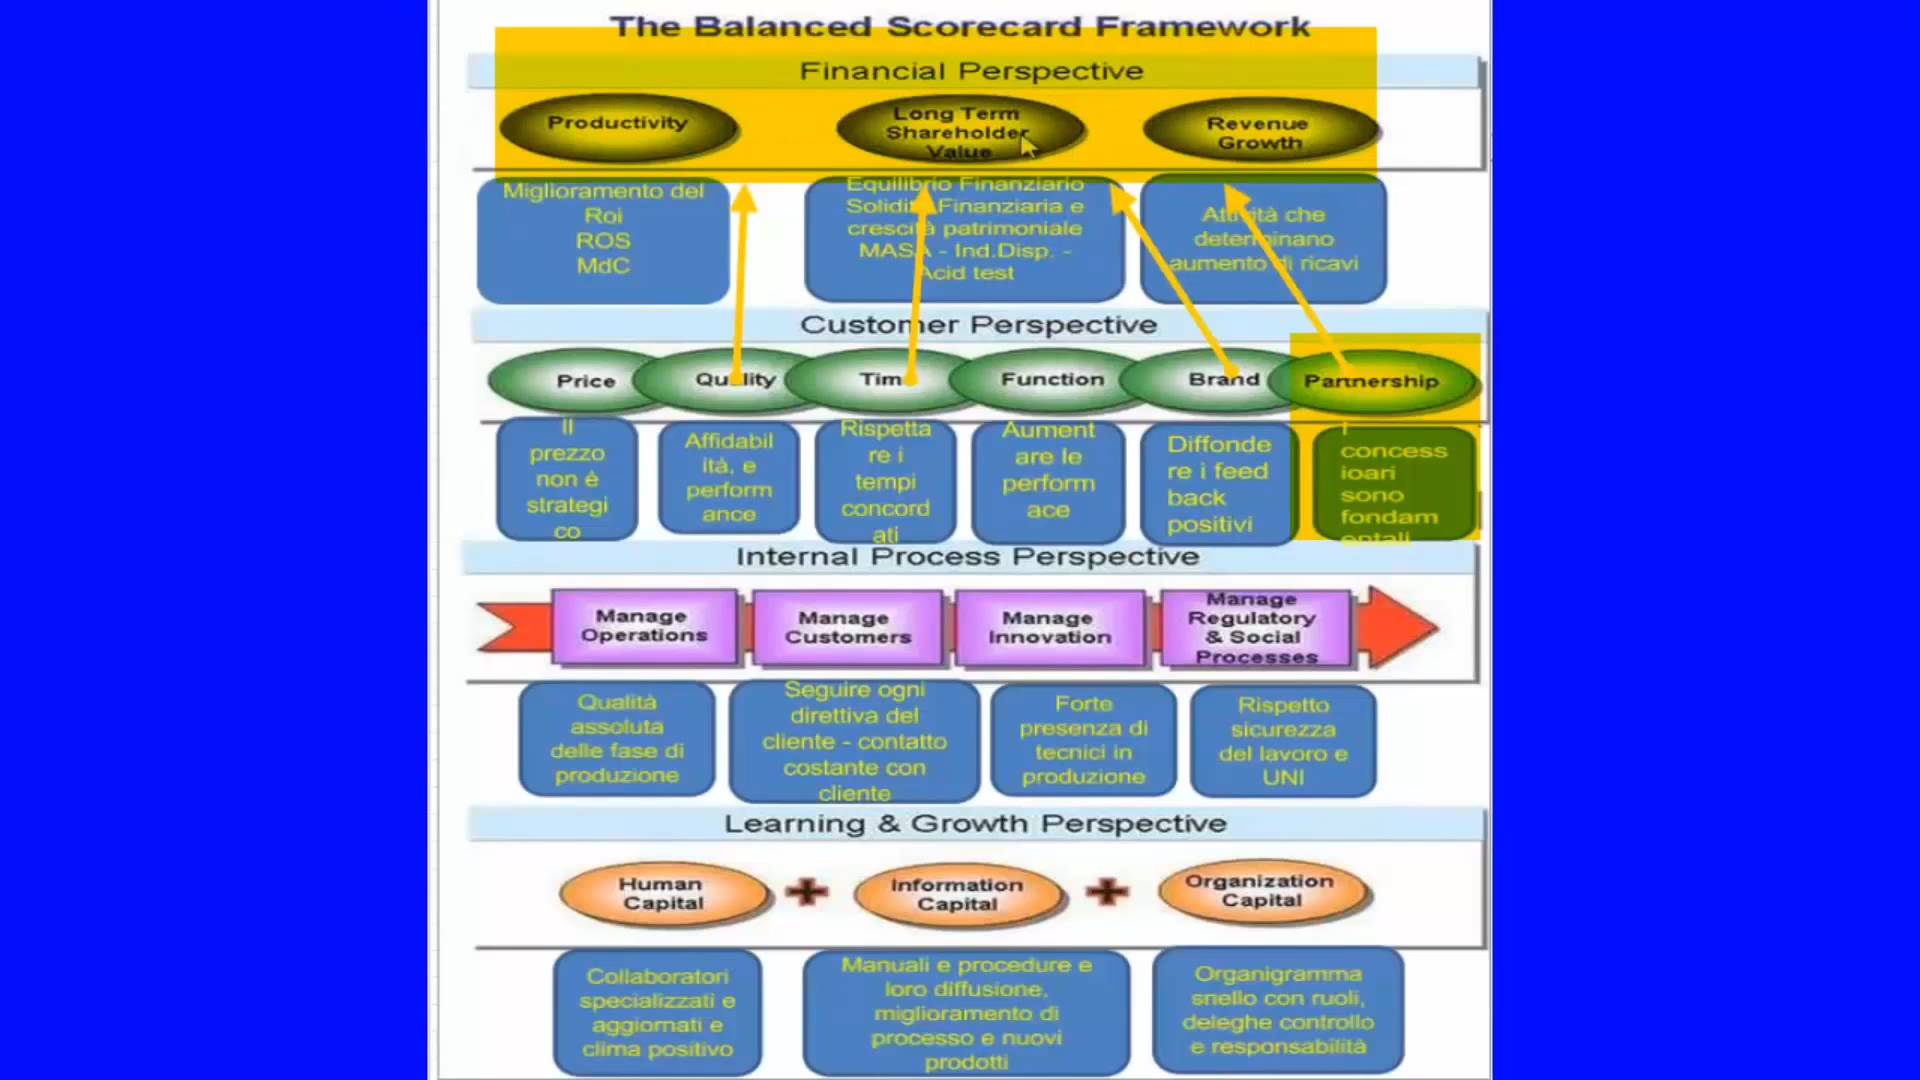 The Balanced Scorecard Framework
Financial Perspective
Productivity
Long Term
Shareholder
Value
Revenue
Growth
Miglioramento del
Roi
ROS
MdC
Equilibrio Finanziario
Solidità Finanziaria e
crescità patrimoniale
MASA - Ind.Disp. -
Acid test
Attività che
determinano
aumento di ricavi
Customer Perspective
Price
Quality
Time
Function
Brand
Partnership
Il
prezzo
non è
strategi
co
Affidabil
ità, e
perform
ance
Rispetta
re i
tempi
concord
ati
Aument
are le
perform
ace
Diffonde
re i feed
back
positivi
I
concess
ioari
sono
fondam
entali
Internal Process Perspective
Manage
Operations
Manage
Customers
Manage
Innovation
Manage
Regulatory
& Social
Processes
Qualità
assoluta
delle fase di
produzione
Seguire ogni
direttiva del
cliente - contatto
costante con
cliente
Forte
presenza di
tecnici in
produzione
Rispetto
sicurezza
del lavoro e
UNI
Learning & Growth Perspective
Human
Capital
Information
Capital
Organization
Capital
Collaboratori
specializzati e
aggiornati e
clima positivo
Manuali e procedure e
loro diffusione,
miglioramento di
processo e nuovi
prodotti
Organigramma
snello con ruoli,
deleghe controllo
e responsabilità